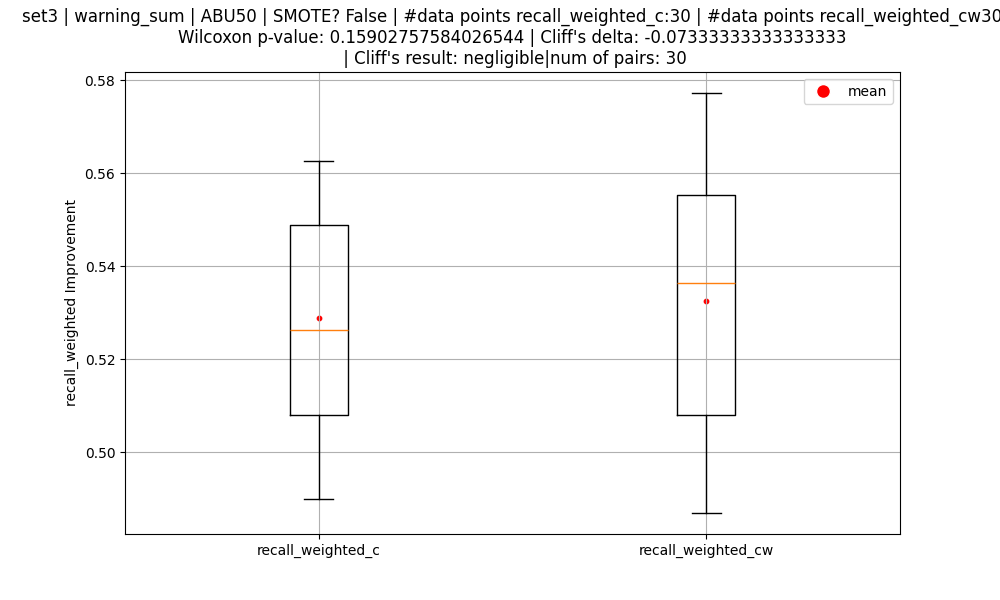 set3 | warning_sum | ABU50 | SMOTE? False | #data points recall_weighted_c:30 | #data points recall_weighted_cw30
Wilcoxon p-value: 0.15902757584026544 | Cliff's delta: -0.07333333333333333
| Cliff's result: negligible|num of pairs: 30
mean
0.58
0.56
0.54
0.52
0.50
recall_weighted Improvement
recall_weighted_c
recall_weighted_cw